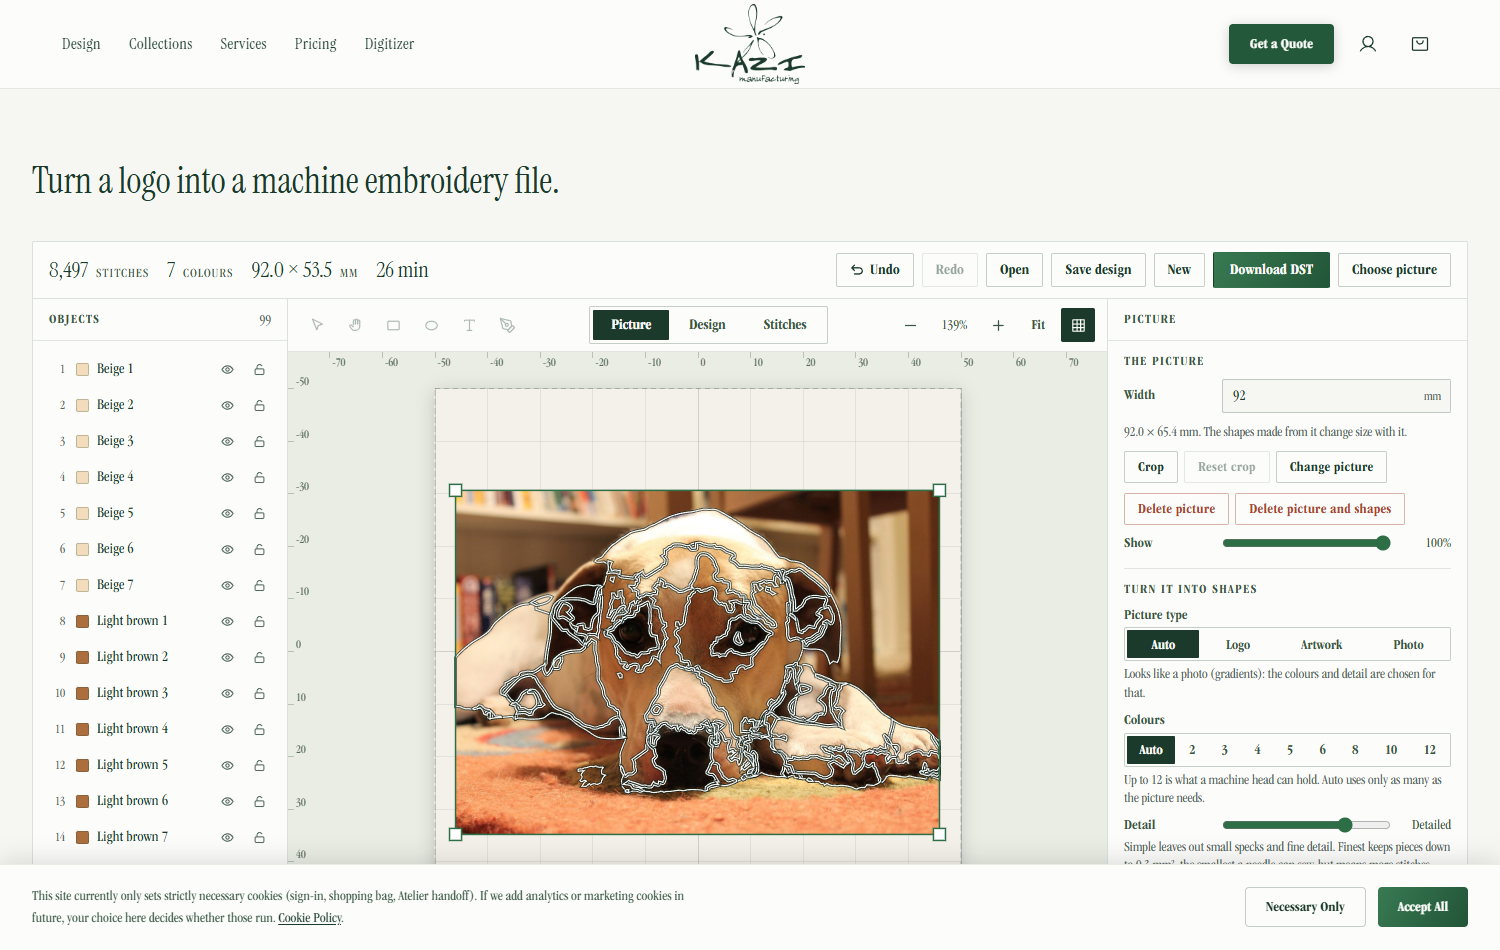 Design Collections Services Pricing Digitizer
KAZI
manufacturing
Get a Quote
Turn a logo into a machine embroidery file.
8,497 STITCHES 7 COLOURS 92.0 × 53.5 MM 26 min
Undo Redo Open Save design New Download DST Choose picture
OBJECTS 99
Picture Design Stitches
139% Fit
PICTURE
-70 -60 -50 -40 -30 -20 -10 0 10 20 30 40 50 60 70
-50
-40
-30
-20
-10
0
10
20
30
40
1 Beige 1
2 Beige 2
3 Beige 3
4 Beige 4
5 Beige 5
6 Beige 6
7 Beige 7
8 Light brown 1
9 Light brown 2
10 Light brown 3
11 Light brown 4
12 Light brown 5
13 Light brown 6
14 Light brown 7
THE PICTURE
Width 92 mm
92.0 × 65.4 mm. The shapes made from it change size with it.
Crop Reset crop Change picture
Delete picture Delete picture and shapes
Show 100%
TURN IT INTO SHAPES
Picture type
Auto Logo Artwork Photo
Looks like a photo (gradients): the colours and detail are chosen for
that.
Colours
Auto 2 3 4 5 6 8 10 12
Up to 12 is what a machine head can hold. Auto uses only as many as
the picture needs.
Detail Detailed
Simple leaves out small specks and fine detail. Finest keeps pieces down
This site currently only sets strictly necessary cookies (sign-in, shopping bag, Atelier handoff). If we add analytics or marketing cookies in
future, your choice here decides whether those run. Cookie Policy.
Necessary Only Accept All